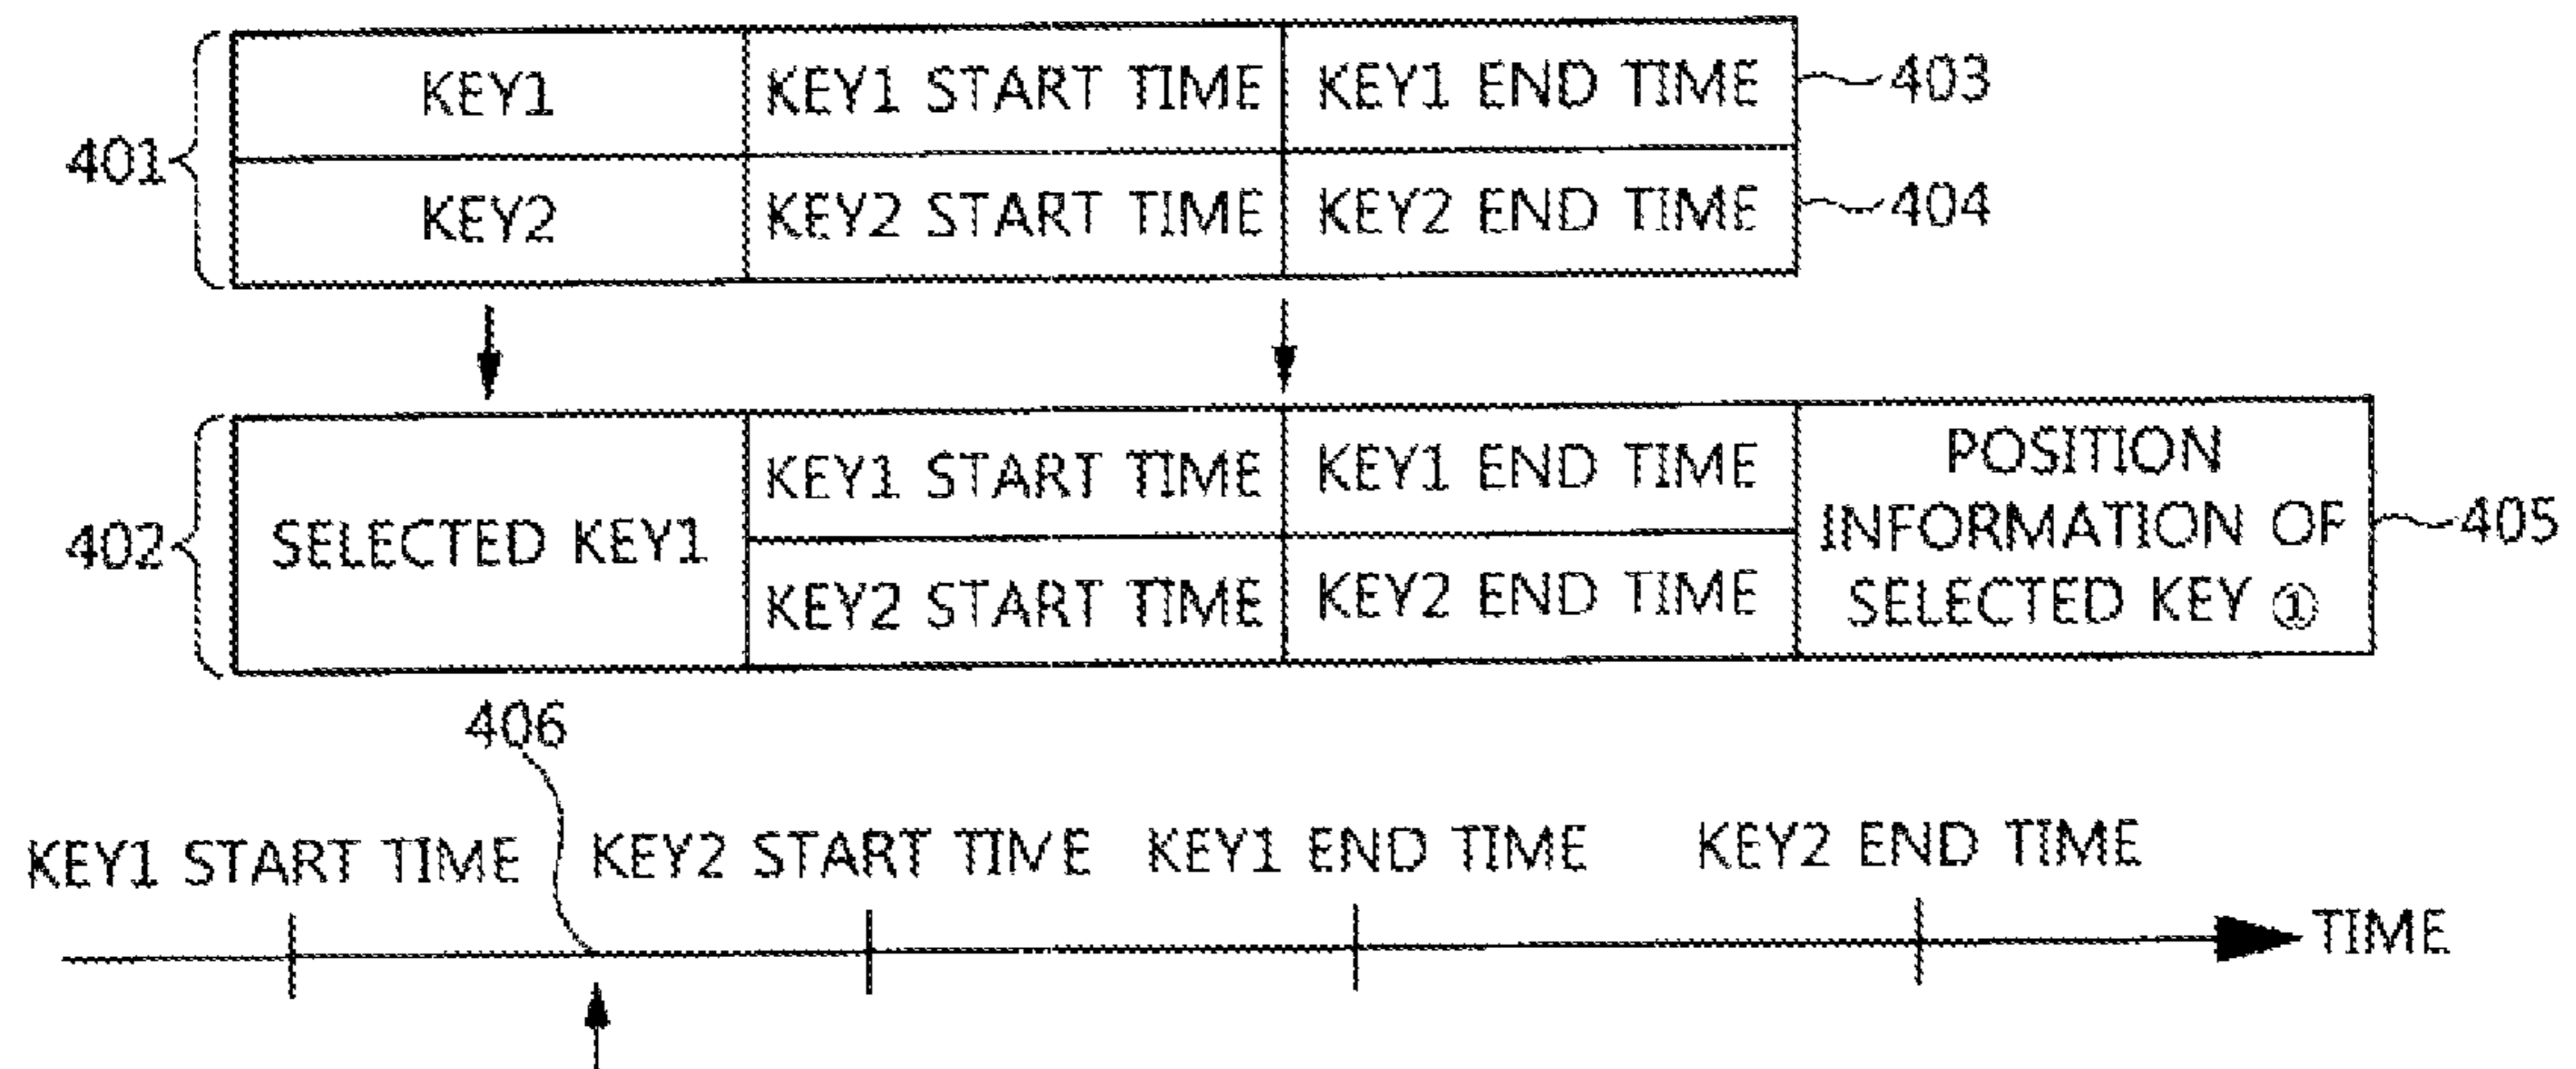 KEY1 KEY1 START TIME KEY1 END TIME 403
401
KEY2 KEY2 START TIME KEY2 END TIME 404
402 SELECTED KEY1
KEY1 START TIME KEY1 END TIME
KEY2 START TIME KEY2 END TIME
POSITION
INFORMATION OF
SELECTED KEY ①
405
406
KEY1 START TIME KEY2 START TIME KEY1 END TIME KEY2 END TIME
TIME